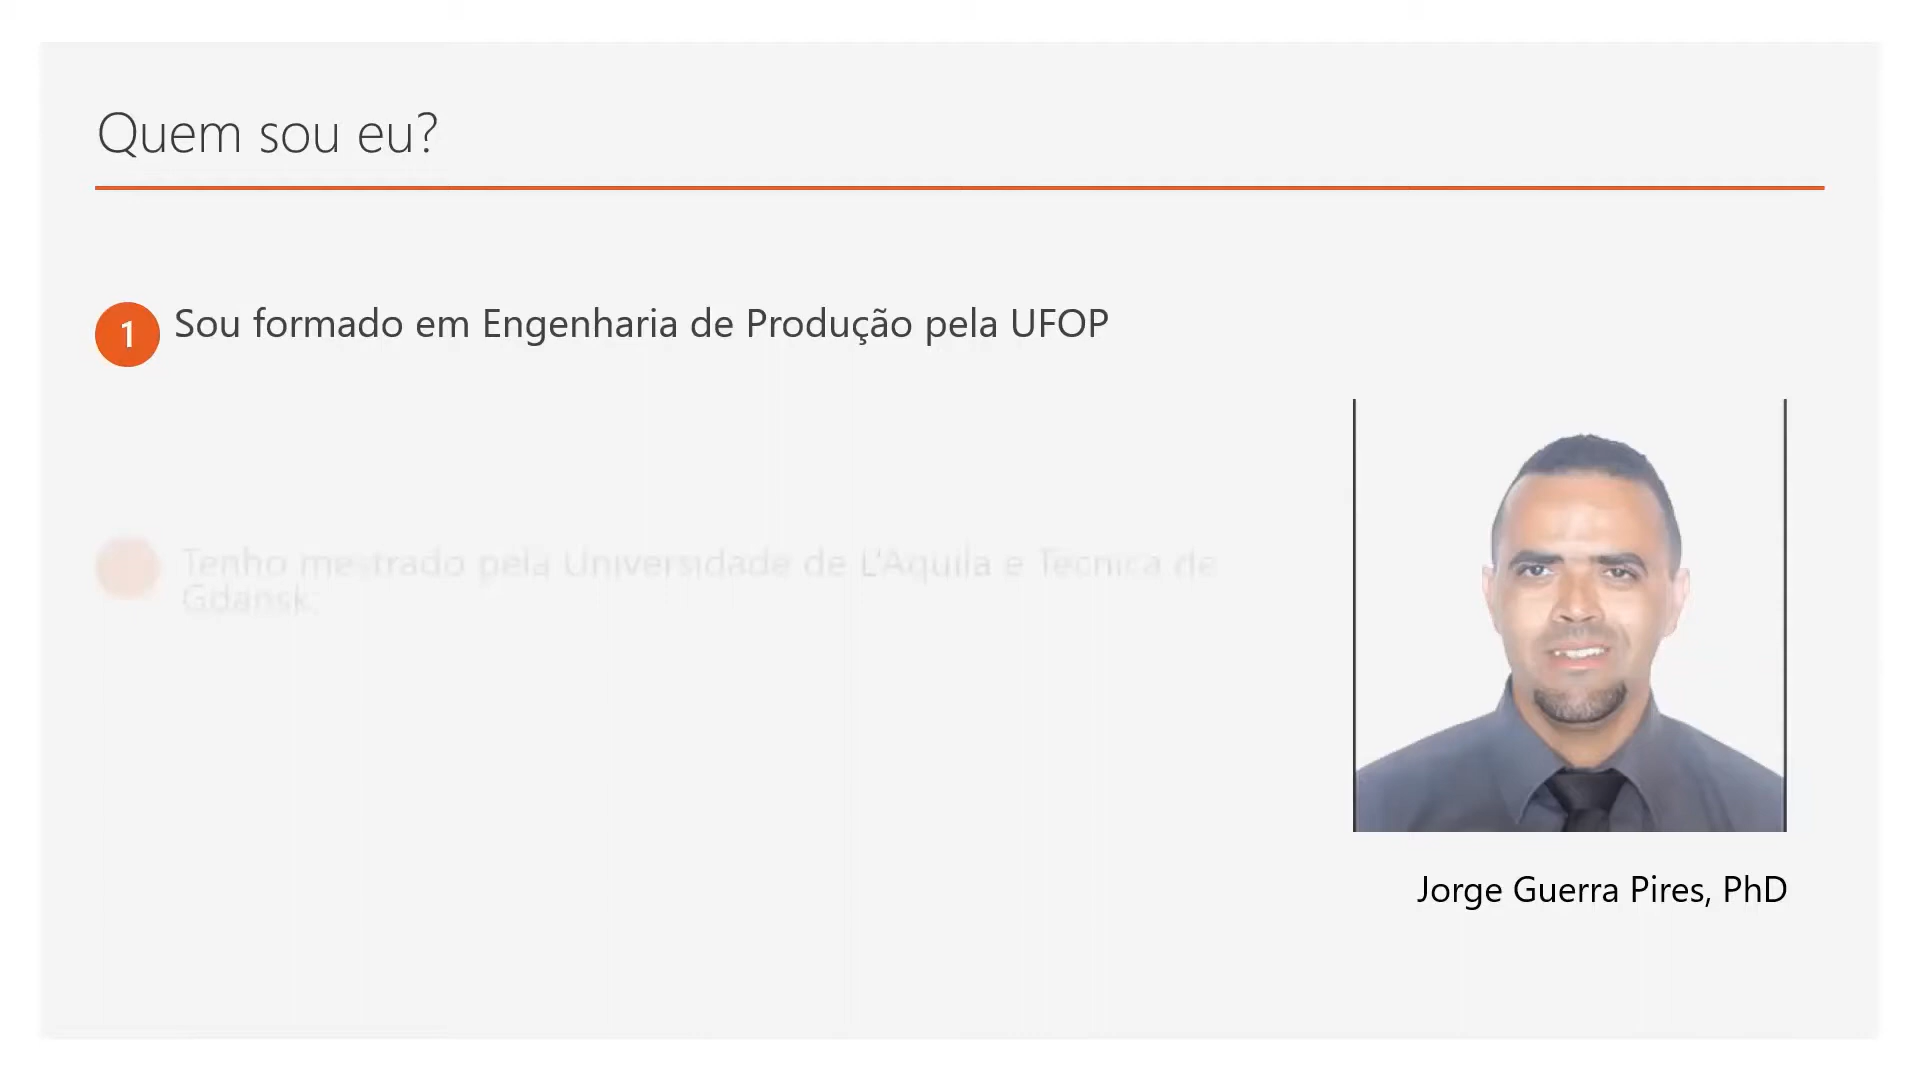 Quem sou eu?
1 Sou formado em Engenharia de Produção pela UFOP
Tenho mestrado pela Universidade de L'Aquila e Tecnica de
Gdansk;
Jorge Guerra Pires, PhD